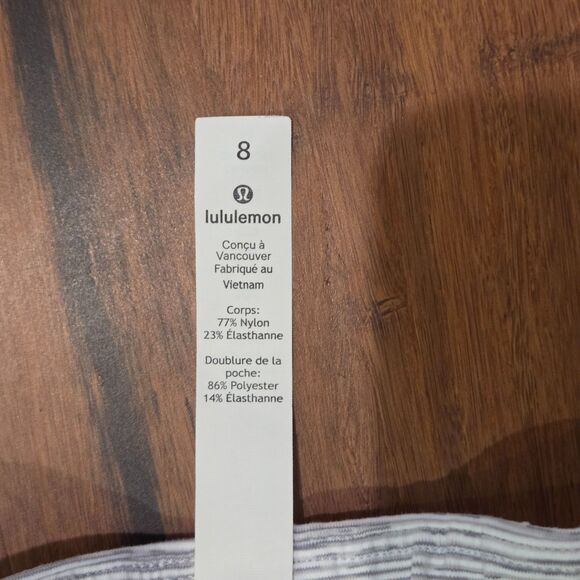 8
lululemon
Conçu à
Vancouver
Fabriqué au
Vietnam
Corps:
77% Nylon
23% Élasthanne
Doublure de la
poche:
86% Polyester
14% Élasthanne